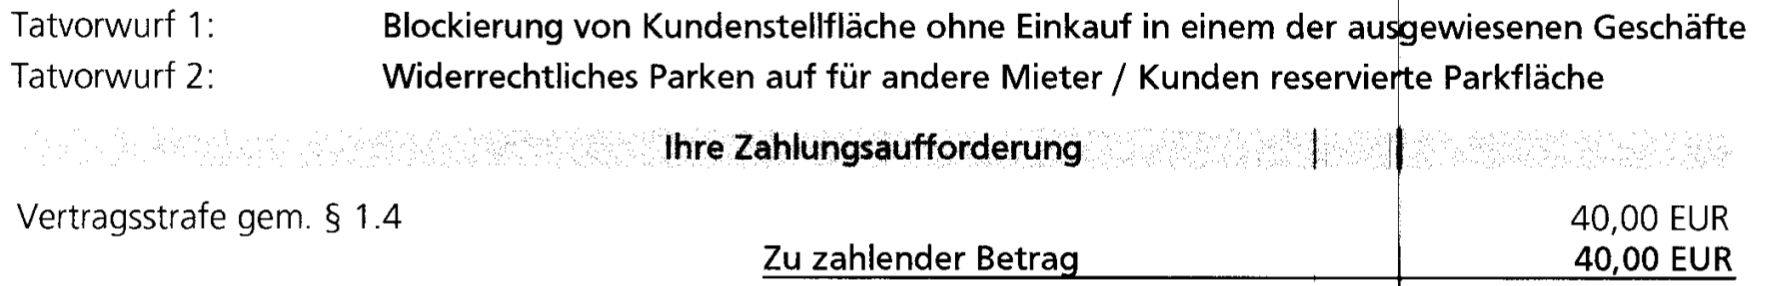 Tatvorwurf 1: Blockierung von Kundenstellfläche ohne Einkauf in einem der ausgewiesenen Geschäfte
Tatvorwurf 2: Widerrechtliches Parken auf für andere Mieter / Kunden reservierte Parkfläche
Ihre Zahlungsaufforderung
Vertragsstrafe gem. § 1.4 40,00 EUR
Zu zahlender Betrag 40,00 EUR